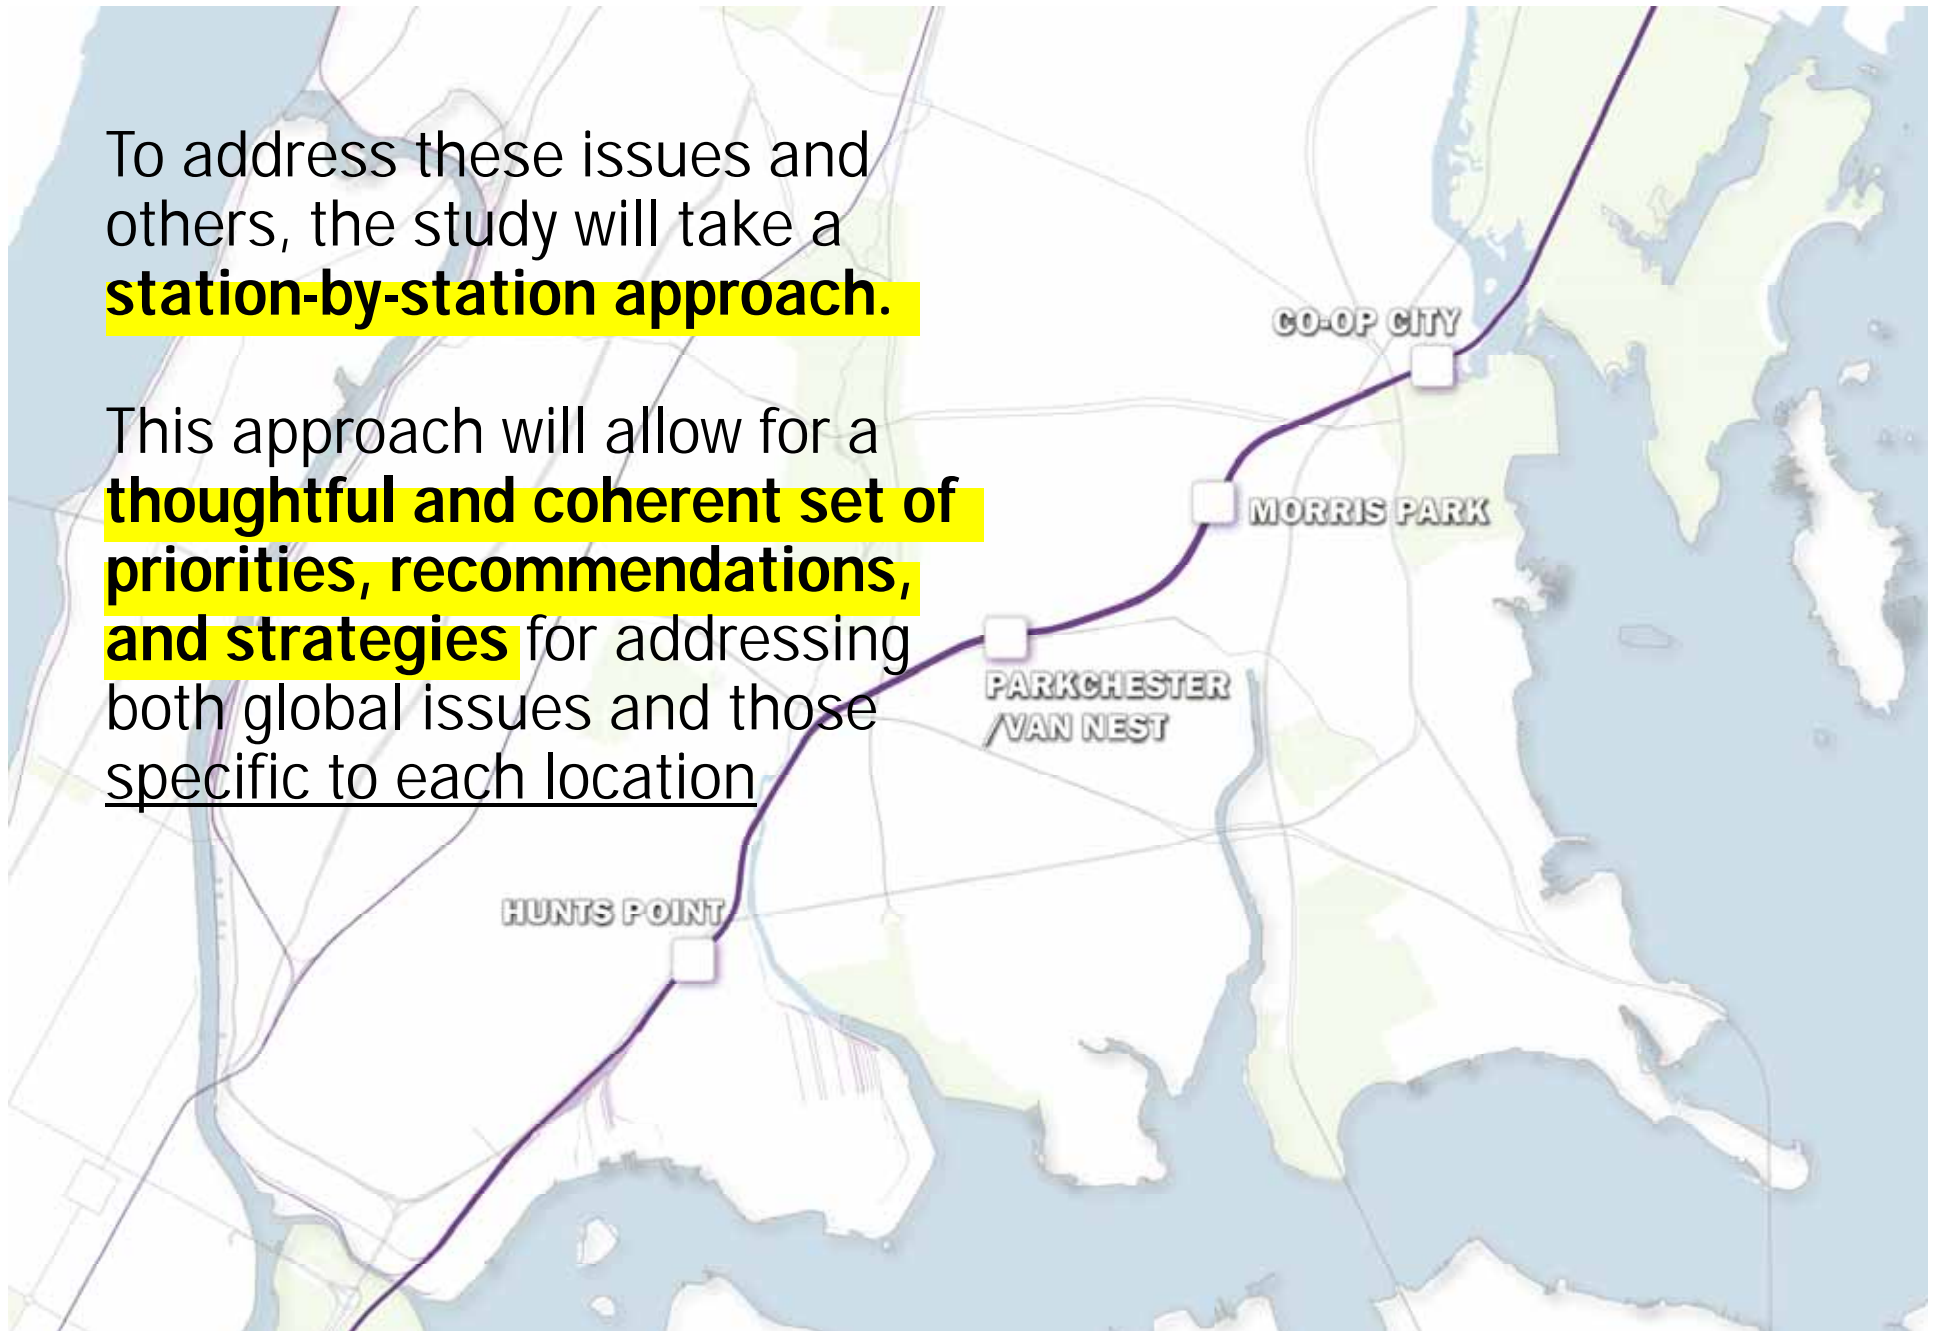 To address these issues and
others, the study will take a
station-by-station approach.
This approach will allow for a
thoughtful and coherent set of
priorities, recommendations,
and strategies for addressing
both global issues and those
specific to each location
CO-OP CITY
MORRIS PARK
PARKCHESTER
/VAN NEST
HUNTS POINT